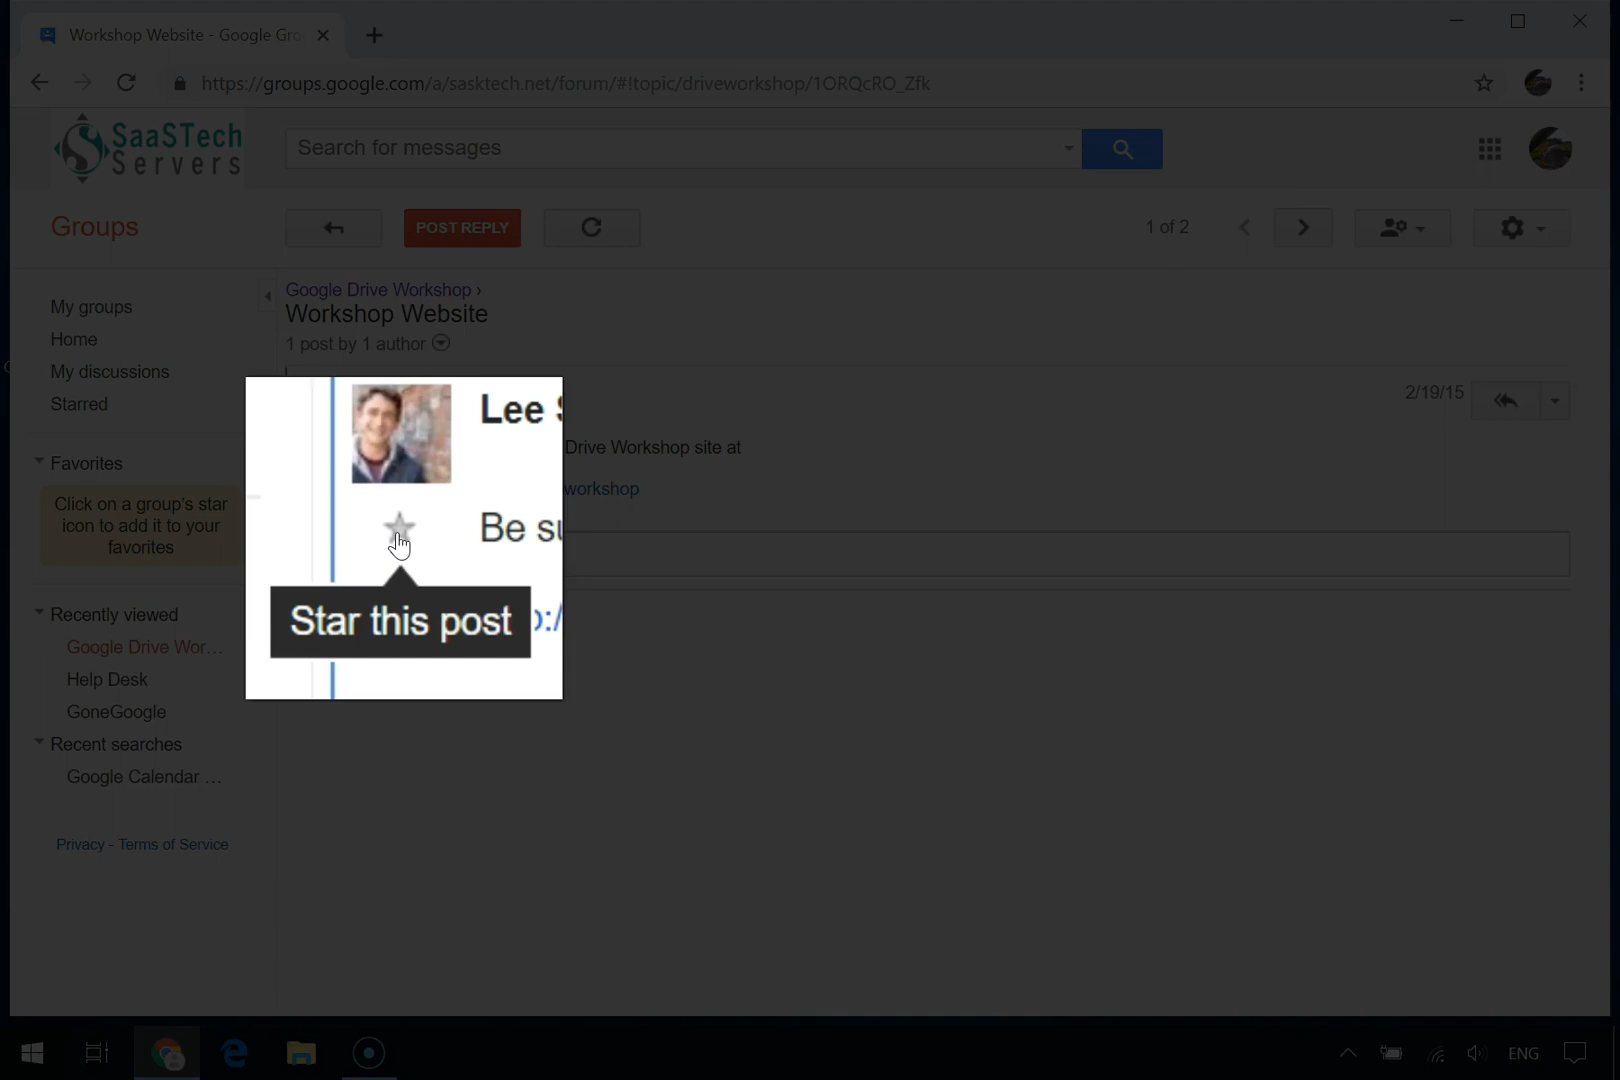 Workshop Website - Google Gro
https://groups.google.com/a/sasktech.net/forum/#!topic/driveworkshop/1ORQcRO_Zfk
SaaSTech
Servers
Search for messages
Groups
POST REPLY
1 of 2
My groups
Home
My discussions
Starred
Favorites
Click on a group's star
icon to add it to your
favorites
Recently viewed
Google Drive Wor...
Help Desk
GoneGoogle
Recent searches
Google Calendar ...
Privacy - Terms of Service
Google Drive Workshop ›
Workshop Website
1 post by 1 author
2/19/15
Lee
Drive Workshop site at
workshop
Be
Star this post
ENG